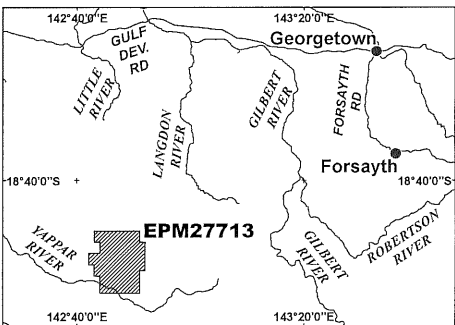 142°40'0"E
143°20'0"E
Georgetown
GULF
DEV.
RD
LITTLE
RIVER
LANGDON
RIVER
GILBERT
RIVER
FORSAYTH
RD
Forsayth
18°40'0"S
18°40'0"S
EPM27713
YAPPAR
RIVER
GILBERT
RIVER
ROBERTSON
RIVER
142°40'0"E
143°20'0"E